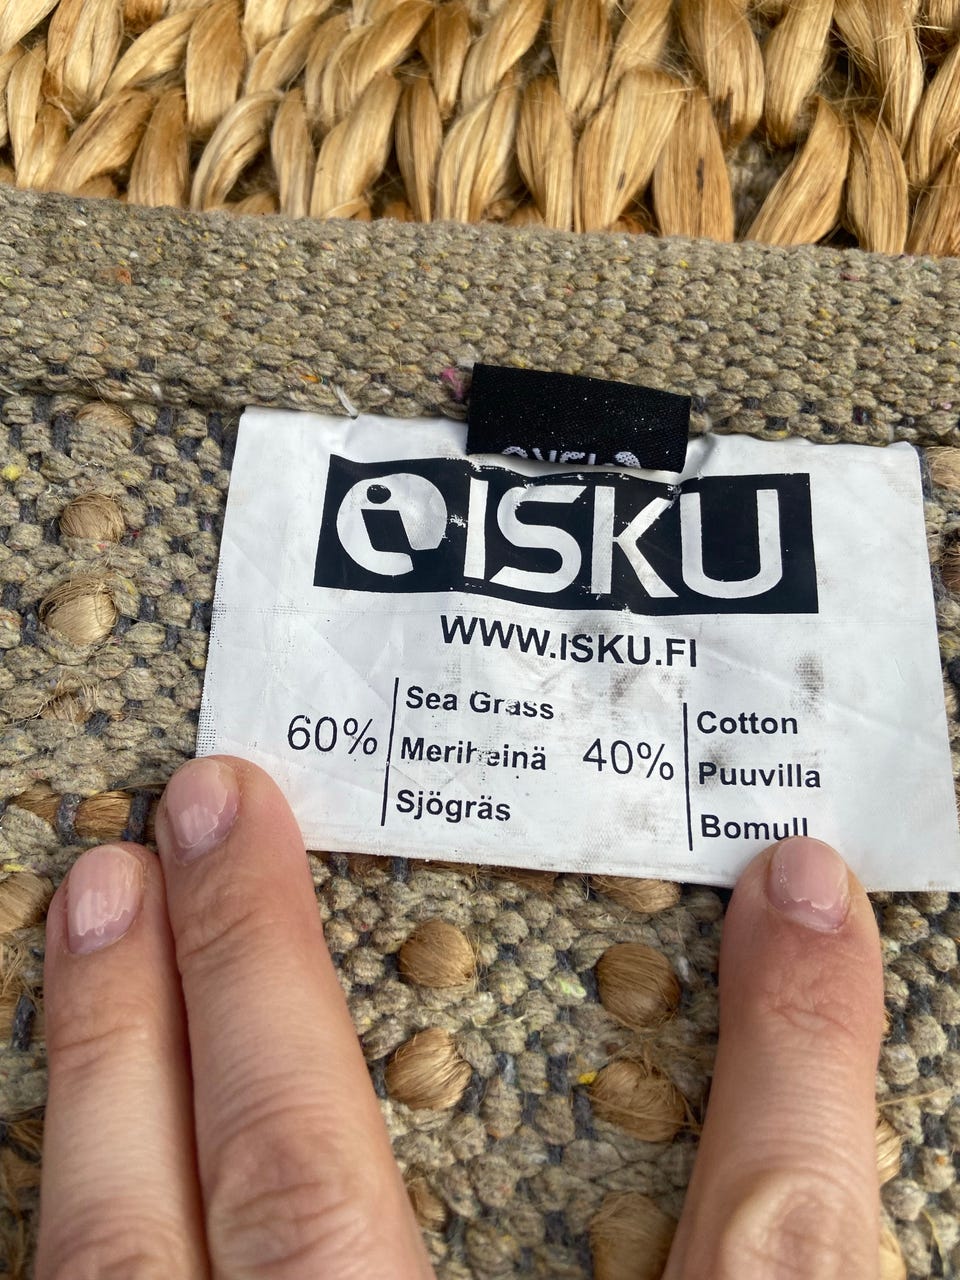 ISKU
WWW.ISKU.FI
60%
Sea Grass
Meriheinä
Sjögräs
40%
Cotton
Puuvilla
Bomull